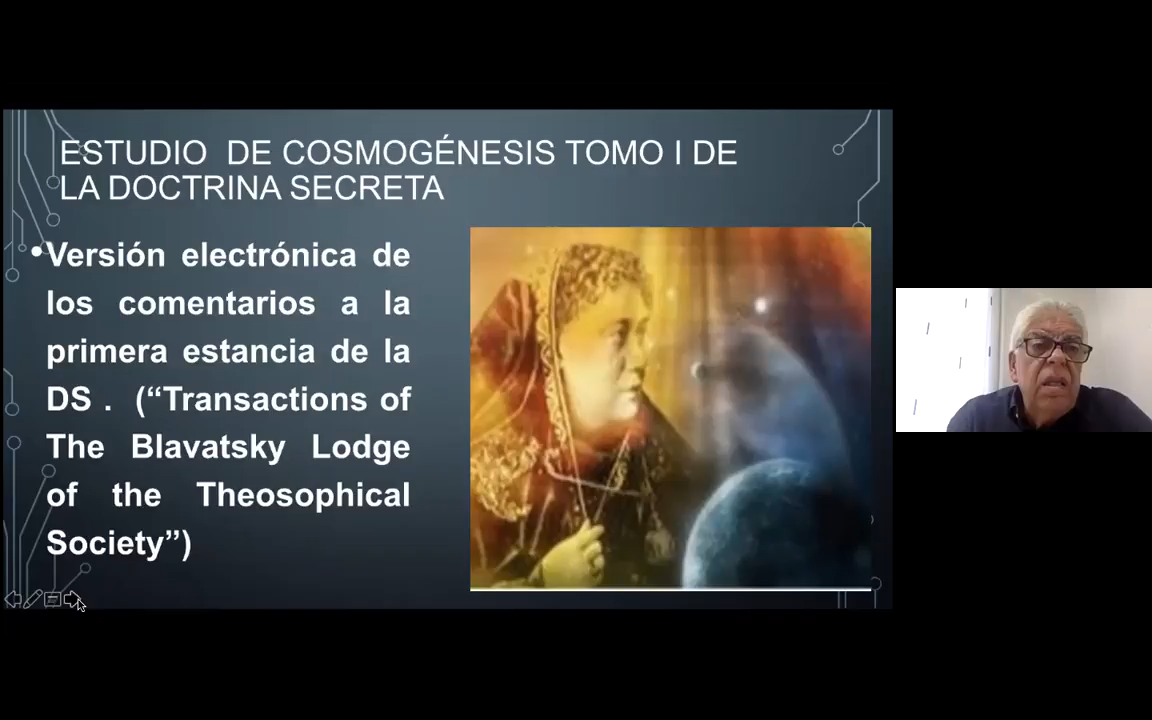 ESTUDIO DE COSMOGÉNESIS TOMO I DE
LA DOCTRINA SECRETA
•Versión electrónica de
los comentarios a la
primera estancia de la
DS . (“Transactions of
The Blavatsky Lodge
of the Theosophical
Society”)